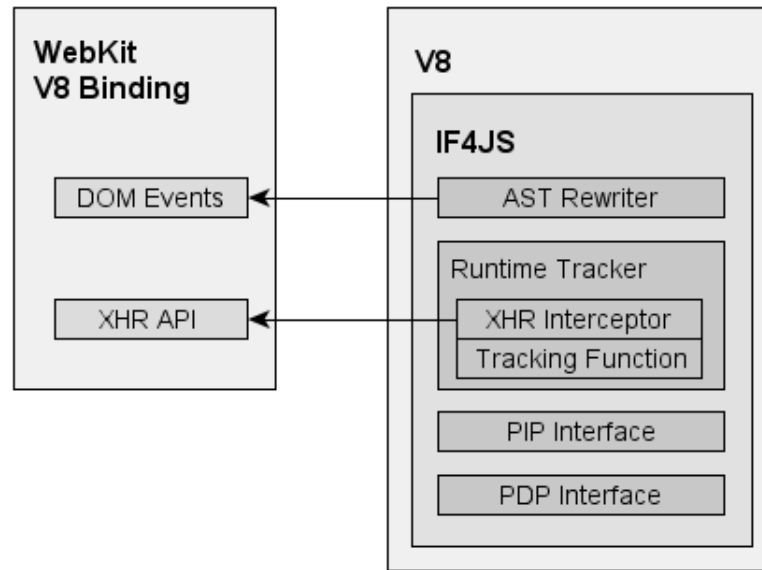 WebKit
V8 Binding
DOM Events
XHR API
V8
IF4JS
AST Rewriter
Runtime Tracker
XHR Interceptor
Tracking Function
PIP Interface
PDP Interface